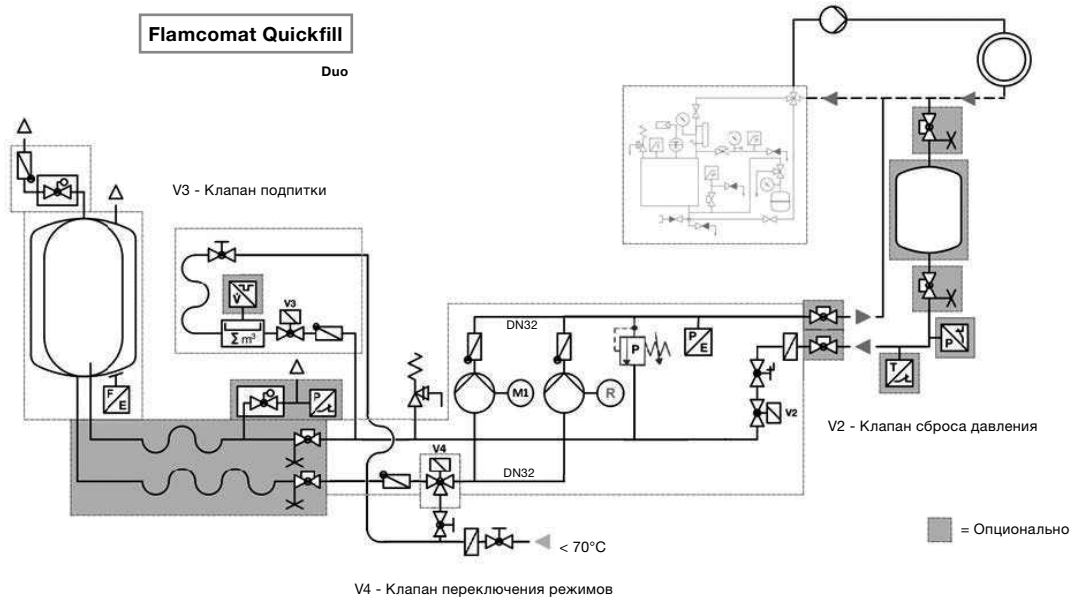 Flamcomat Quickfill
Duo
V3 - Клапан подпитки
V̇
V3
Σ m³
DN32
P
P
E
M1
R
F
E
P
V2
T
P
V2 - Клапан сброса давления
V4
DN32
= Опционально
< 70°C
V4 - Клапан переключения режимов